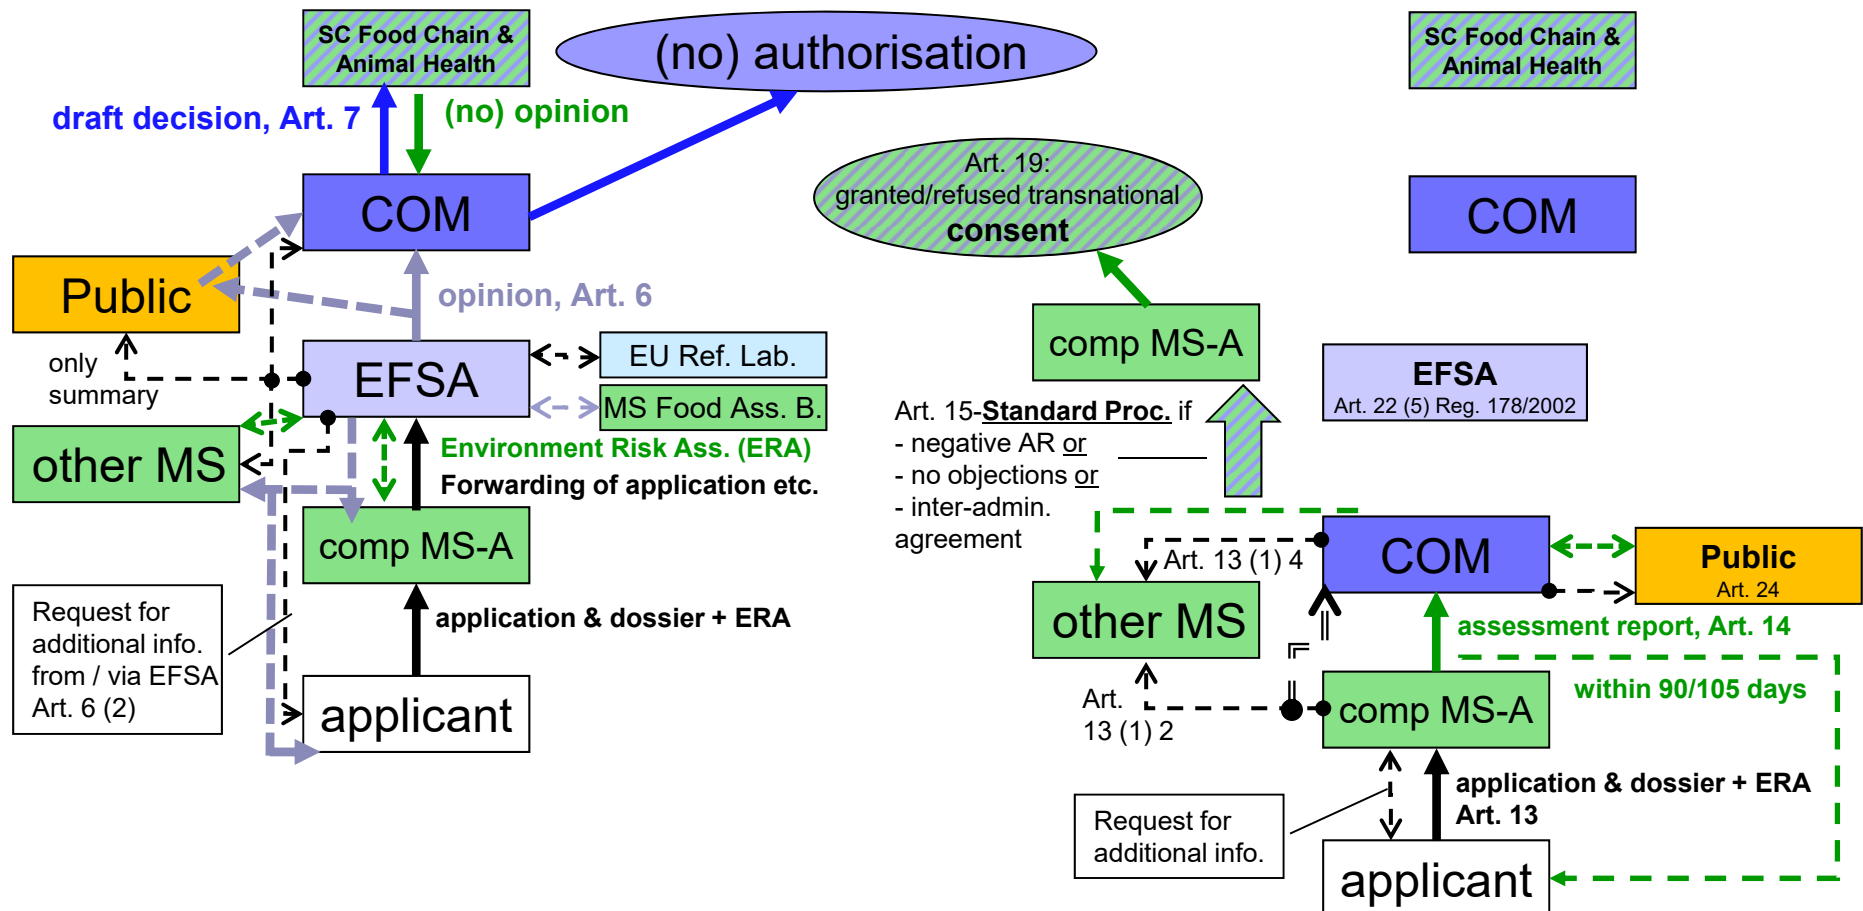 SC Food Chain &
Animal Health
(no) authorisation
draft decision, Art. 7
(no) opinion
COM
Public
opinion, Art. 6
only
summary
EFSA
EU Ref. Lab.
MS Food Ass. B.
other MS
Environment Risk Ass. (ERA)
Forwarding of application etc.
comp MS-A
Request for
additional info.
from / via EFSA
Art. 6 (2)
application & dossier + ERA
applicant
SC Food Chain &
Animal Health
Art. 19:
granted/refused transnational
consent
COM
comp MS-A
EFSA
Art. 22 (5) Reg. 178/2002
Art. 15-Standard Proc. if
- negative AR or
- no objections or
- inter-admin.
agreement
COM
Public
Art. 24
Art. 13 (1) 4
other MS
assessment report, Art. 14
within 90/105 days
Art.
13 (1) 2
comp MS-A
application & dossier + ERA
Art. 13
Request for
additional info.
applicant